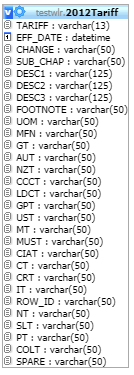 testwlr.2012Tariff
TARIFF : varchar(13)
EFF_DATE : datetime
CHANGE : varchar(50)
SUB_CHAP : varchar(50)
DESC1 : varchar(125)
DESC2 : varchar(125)
DESC3 : varchar(125)
FOOTNOTE : varchar(50)
UOM : varchar(50)
MFN : varchar(50)
GT : varchar(50)
AUT : varchar(50)
NZT : varchar(50)
CCCT : varchar(50)
LDCT : varchar(50)
GPT : varchar(50)
UST : varchar(50)
MT : varchar(50)
MUST : varchar(50)
CIAT : varchar(50)
CT : varchar(50)
CRT : varchar(50)
IT : varchar(50)
ROW_ID : varchar(50)
NT : varchar(50)
SLT : varchar(50)
PT : varchar(50)
COLT : varchar(50)
SPARE : varchar(50)